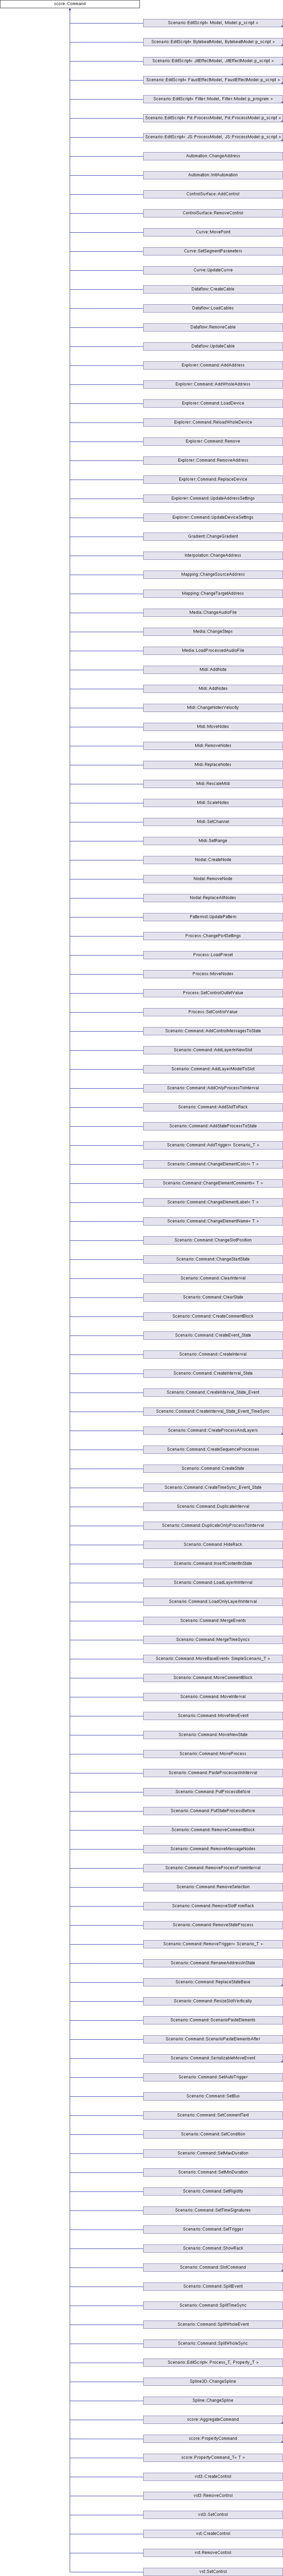 score::Command
Scenario::EditScript< Model, Model::p_script >
Scenario::EditScript< BytebeatModel, BytebeatModel::p_script >
Scenario::EditScript< JitEffectModel, JitEffectModel::p_script >
Scenario::EditScript< FaustEffectModel, FaustEffectModel::p_script >
Scenario::EditScript< Filter::Model, Filter::Model::p_program >
Scenario::EditScript< Pd::ProcessModel, Pd::ProcessModel::p_script >
Scenario::EditScript< JS::ProcessModel, JS::ProcessModel::p_script >
Automation::ChangeAddress
Automation::InitAutomation
ControlSurface::AddControl
ControlSurface::RemoveControl
Curve::MovePoint
Curve::SetSegmentParameters
Curve::UpdateCurve
Dataflow::CreateCable
Dataflow::LoadCables
Dataflow::RemoveCable
Dataflow::UpdateCable
Explorer::Command::AddAddress
Explorer::Command::AddWholeAddress
Explorer::Command::LoadDevice
Explorer::Command::ReloadWholeDevice
Explorer::Command::Remove
Explorer::Command::RemoveAddress
Explorer::Command::ReplaceDevice
Explorer::Command::UpdateAddressSettings
Explorer::Command::UpdateDeviceSettings
Gradient::ChangeGradient
Interpolation::ChangeAddress
Mapping::ChangeSourceAddress
Mapping::ChangeTargetAddress
Media::ChangeAudioFile
Media::ChangeSteps
Media::LoadProcessedAudioFile
Midi::AddNote
Midi::AddNotes
Midi::ChangeNotesVelocity
Midi::MoveNotes
Midi::RemoveNotes
Midi::ReplaceNotes
Midi::RescaleMidi
Midi::ScaleNotes
Midi::SetChannel
Midi::SetRange
Nodal::CreateNode
Nodal::RemoveNode
Nodal::ReplaceAllNodes
Patternist::UpdatePattern
Process::ChangePortSettings
Process::LoadPreset
Process::MoveNodes
Process::SetControlOutletValue
Process::SetControlValue
Scenario::Command::AddControlMessagesToState
Scenario::Command::AddLayerInNewSlot
Scenario::Command::AddLayerModelToSlot
Scenario::Command::AddOnlyProcessToInterval
Scenario::Command::AddSlotToRack
Scenario::Command::AddStateProcessToState
Scenario::Command::AddTrigger< Scenario_T >
Scenario::Command::ChangeElementColor< T >
Scenario::Command::ChangeElementComments< T >
Scenario::Command::ChangeElementLabel< T >
Scenario::Command::ChangeElementName< T >
Scenario::Command::ChangeSlotPosition
Scenario::Command::ChangeStartState
Scenario::Command::ClearInterval
Scenario::Command::ClearState
Scenario::Command::CreateCommentBlock
Scenario::Command::CreateEvent_State
Scenario::Command::CreateInterval
Scenario::Command::CreateInterval_State
Scenario::Command::CreateInterval_State_Event
Scenario::Command::CreateInterval_State_Event_TimeSync
Scenario::Command::CreateProcessAndLayers
Scenario::Command::CreateSequenceProcesses
Scenario::Command::CreateState
Scenario::Command::CreateTimeSync_Event_State
Scenario::Command::DuplicateInterval
Scenario::Command::DuplicateOnlyProcessToInterval
Scenario::Command::HideRack
Scenario::Command::InsertContentInState
Scenario::Command::LoadLayerInInterval
Scenario::Command::LoadOnlyLayerInInterval
Scenario::Command::MergeEvents
Scenario::Command::MergeTimeSyncs
Scenario::Command::MoveBaseEvent< SimpleScenario_T >
Scenario::Command::MoveCommentBlock
Scenario::Command::MoveInterval
Scenario::Command::MoveNewEvent
Scenario::Command::MoveNewState
Scenario::Command::MoveProcess
Scenario::Command::PasteProcessesInInterval
Scenario::Command::PutProcessBefore
Scenario::Command::PutStateProcessBefore
Scenario::Command::RemoveCommentBlock
Scenario::Command::RemoveMessageNodes
Scenario::Command::RemoveProcessFromInterval
Scenario::Command::RemoveSelection
Scenario::Command::RemoveSlotFromRack
Scenario::Command::RemoveStateProcess
Scenario::Command::RemoveTrigger< Scenario_T >
Scenario::Command::RenameAddressInState
Scenario::Command::ReplaceStateBase
Scenario::Command::ResizeSlotVertically
Scenario::Command::ScenarioPasteElements
Scenario::Command::ScenarioPasteElementsAfter
Scenario::Command::SerializableMoveEvent
Scenario::Command::SetAutoTrigger
Scenario::Command::SetBus
Scenario::Command::SetCommentText
Scenario::Command::SetCondition
Scenario::Command::SetMaxDuration
Scenario::Command::SetMinDuration
Scenario::Command::SetRigidity
Scenario::Command::SetTimeSignatures
Scenario::Command::SetTrigger
Scenario::Command::ShowRack
Scenario::Command::SlotCommand
Scenario::Command::SplitEvent
Scenario::Command::SplitTimeSync
Scenario::Command::SplitWholeEvent
Scenario::Command::SplitWholeSync
Scenario::EditScript< Process_T, Property_T >
Spline3D::ChangeSpline
Spline::ChangeSpline
score::AggregateCommand
score::PropertyCommand
score::PropertyCommand_T< T >
vst3::CreateControl
vst3::RemoveControl
vst3::SetControl
vst::CreateControl
vst::RemoveControl
vst::SetControl